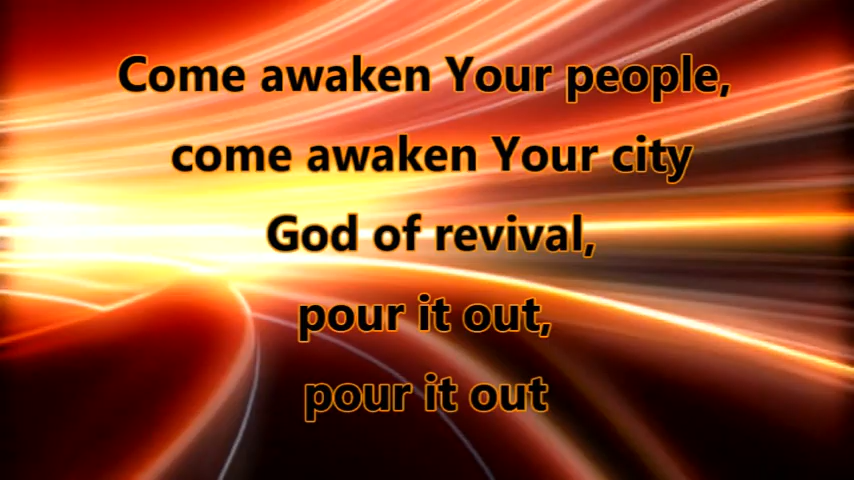 Come awaken Your people,
come awaken Your city
God of revival,
pour it out,
pour it out